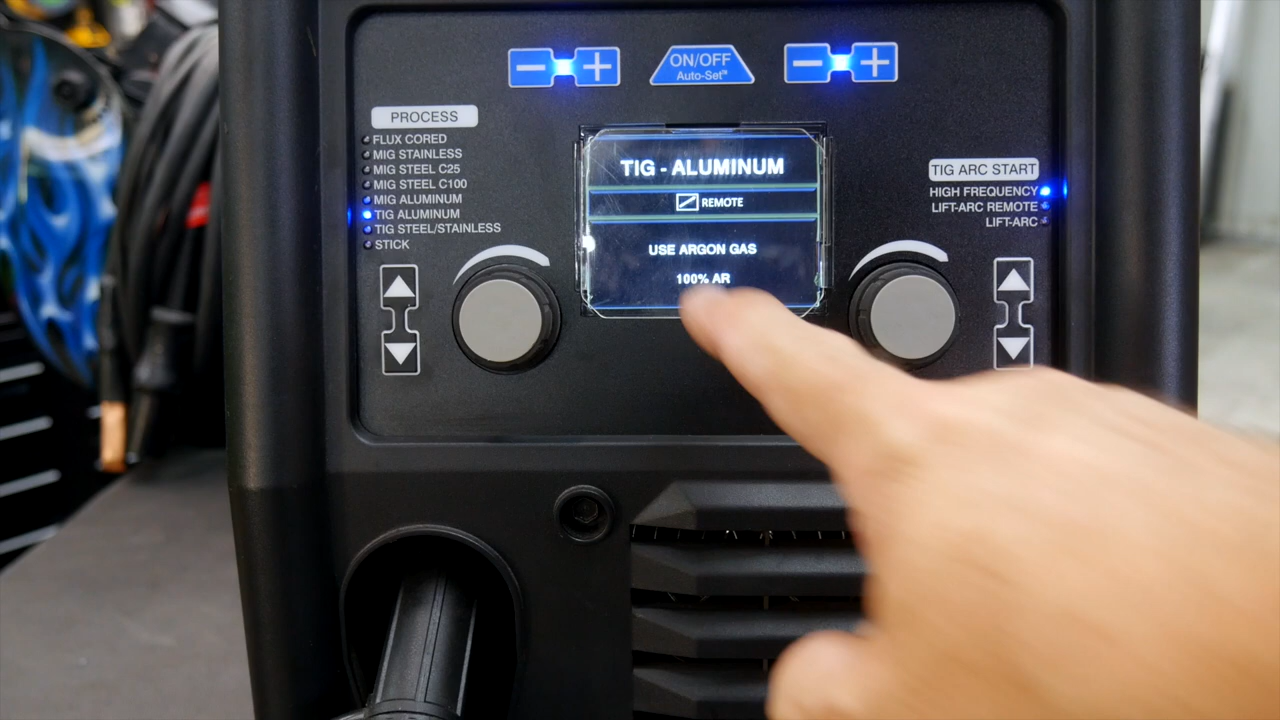 ON/OFF
Auto-Set™
PROCESS
FLUX CORED
MIG STAINLESS
MIG STEEL C25
MIG STEEL C100
MIG ALUMINUM
TIG ALUMINUM
TIG STEEL/STAINLESS
STICK
TIG - ALUMINUM
REMOTE
USE ARGON GAS
100% AR
TIG ARC START
HIGH FREQUENCY
LIFT-ARC REMOTE
LIFT-ARC